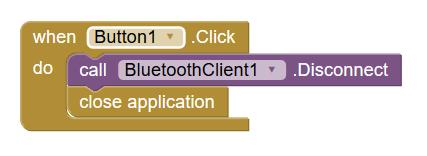 when Button1 .Click
do call BluetoothClient1 .Disconnect
close application